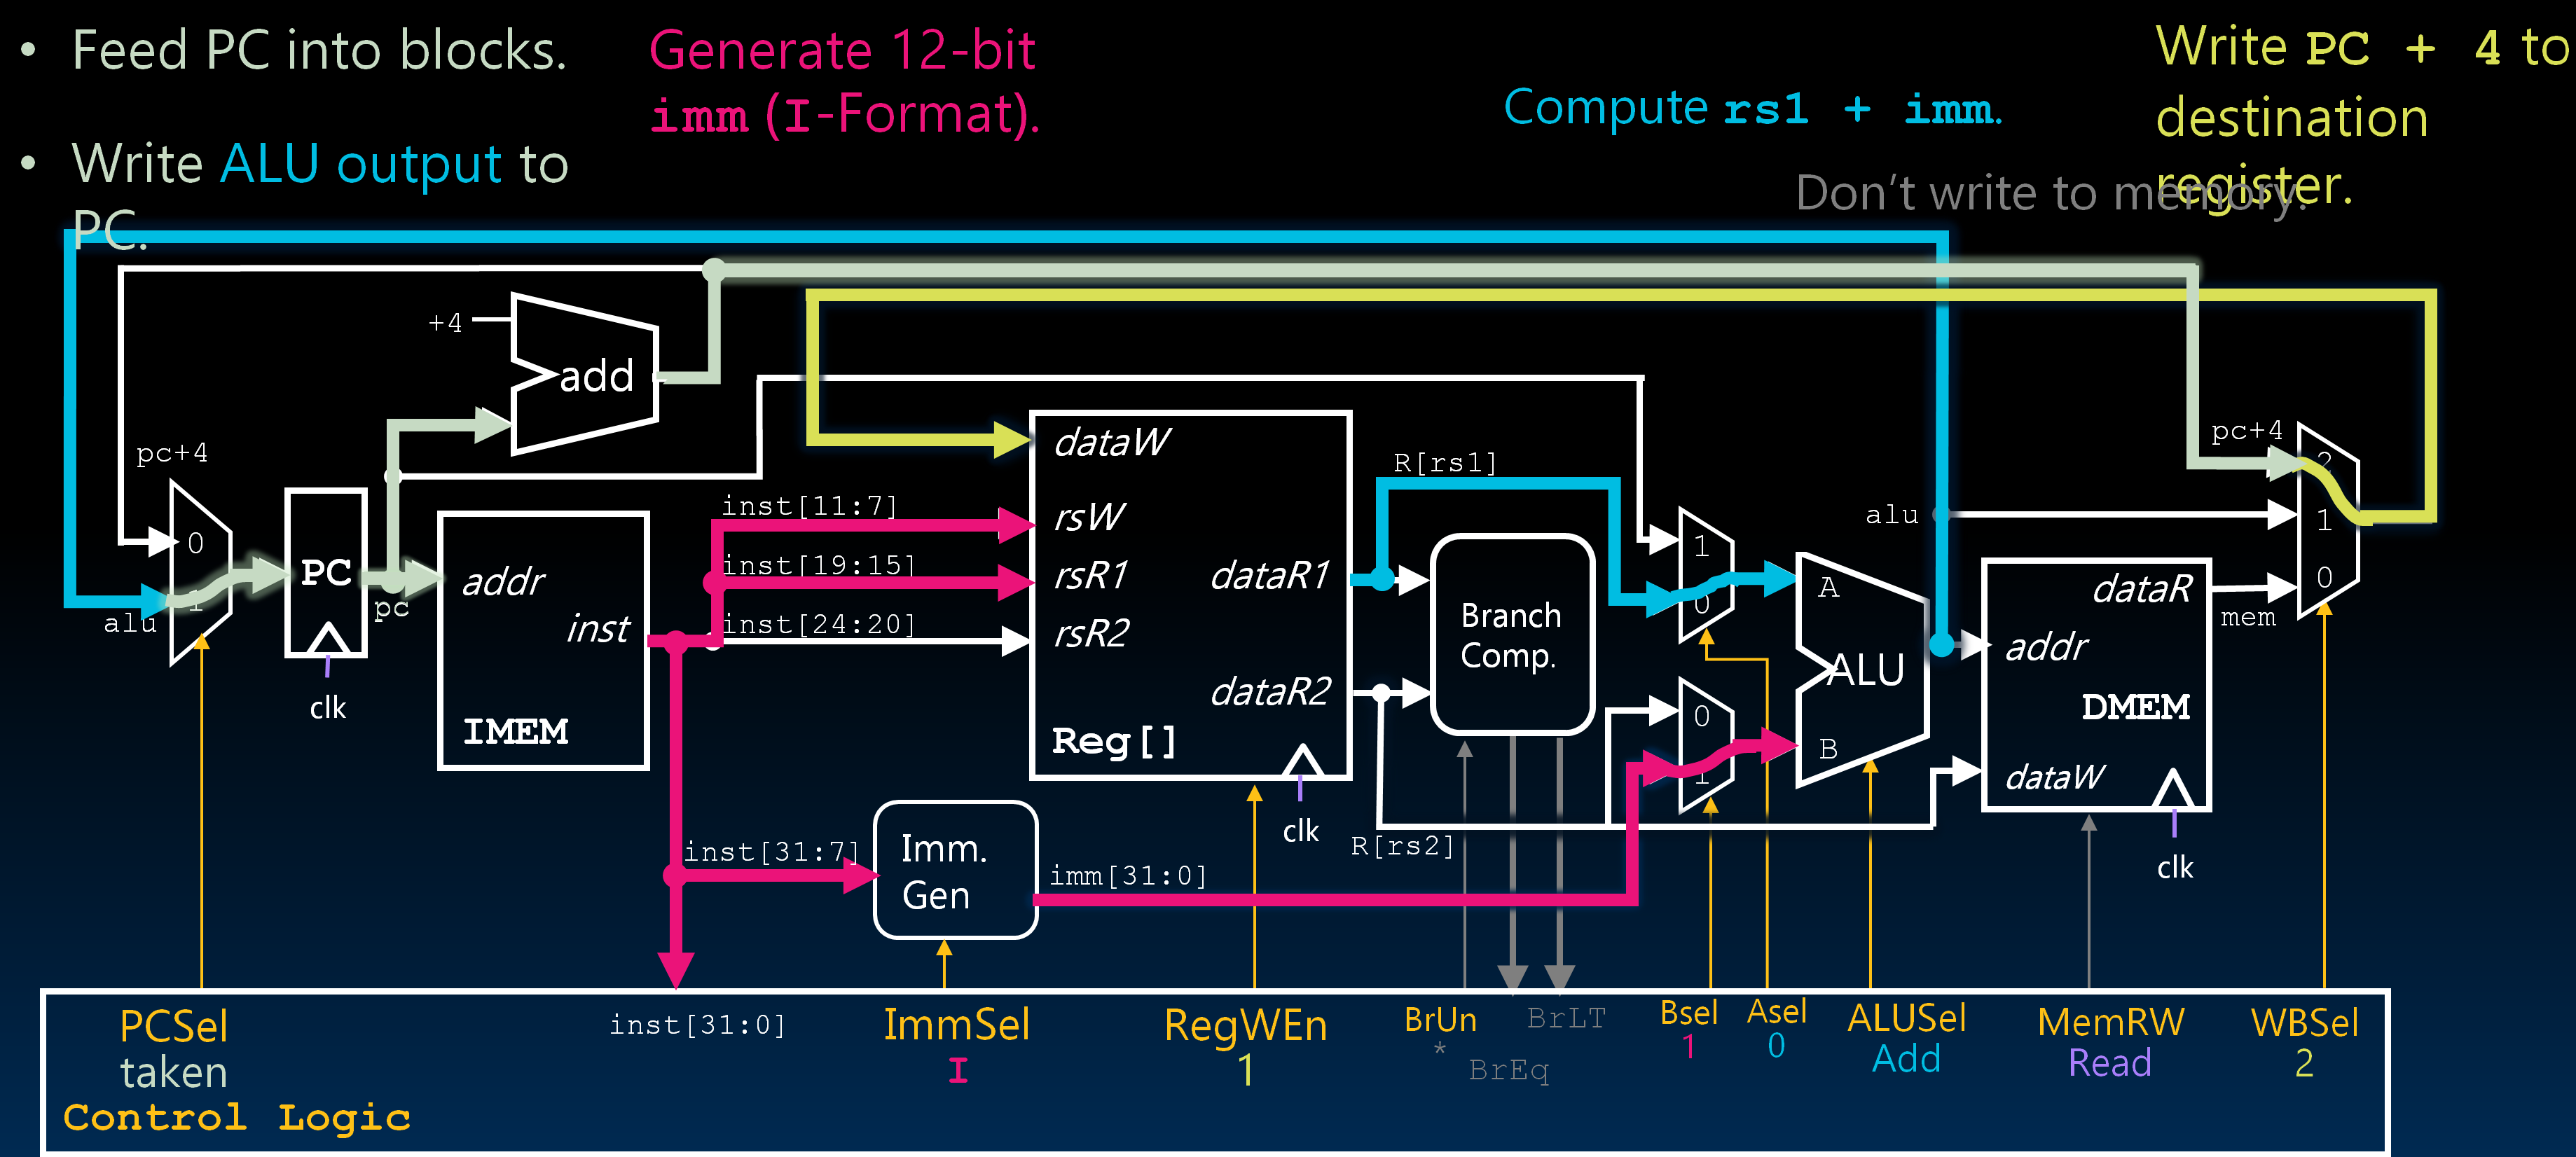 • Feed PC into blocks.
• Write ALU output to
PC.
Generate 12-bit
imm (I-Format).
Compute rs1 + imm.
Write PC + 4 to
destination
register.
Don't write to memory.
+4
add
pc+4
0
1
alu
PC
clk
pc
addr
inst
IMEM
inst[11:7]
inst[19:15]
inst[24:20]
inst[31:7]
dataW
rsW
rsR1
rsR2
dataR1
dataR2
Reg[]
clk
Imm.
Gen
imm[31:0]
R[rs1]
R[rs2]
Branch
Comp.
1
0
0
1
A
B
ALU
alu
addr
dataR
DMEM
dataW
clk
mem
pc+4
2
1
0
PCSel
taken
Control Logic
inst[31:0]
ImmSel
I
RegWEn
1
BrUn
*
BrLT
BrEq
Bsel
1
Asel
0
ALUSel
Add
MemRW
Read
WBSel
2